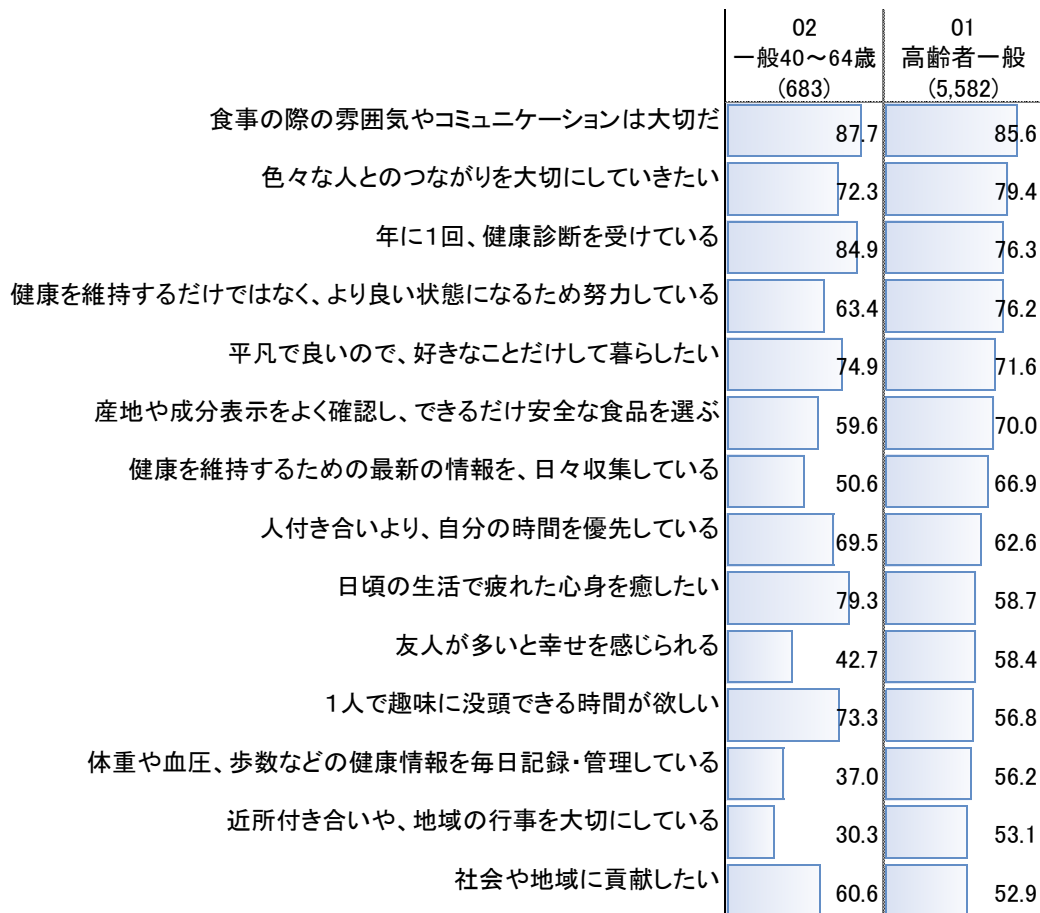 02 01
一般40～64歳 高齢者一般
(683) (5,582)
食事の際の雰囲気やコミュニケーションは大切だ 87.7 85.6
色々な人とのつながりを大切にしていきたい 72.3 79.4
年に1回、健康診断を受けている 84.9 76.3
健康を維持するだけではなく、より良い状態になるため努力している 63.4 76.2
平凡で良いので、好きなことだけして暮らしたい 74.9 71.6
産地や成分表示をよく確認し、できるだけ安全な食品を選ぶ 59.6 70.0
健康を維持するための最新の情報を、日々収集している 50.6 66.9
人付き合いより、自分の時間を優先している 69.5 62.6
日頃の生活で疲れた心身を癒したい 79.3 58.7
友人が多いと幸せを感じられる 42.7 58.4
1人で趣味に没頭できる時間が欲しい 73.3 56.8
体重や血圧、歩数などの健康情報を毎日記録・管理している 37.0 56.2
近所付き合いや、地域の行事を大切にしている 30.3 53.1
社会や地域に貢献したい 60.6 52.9